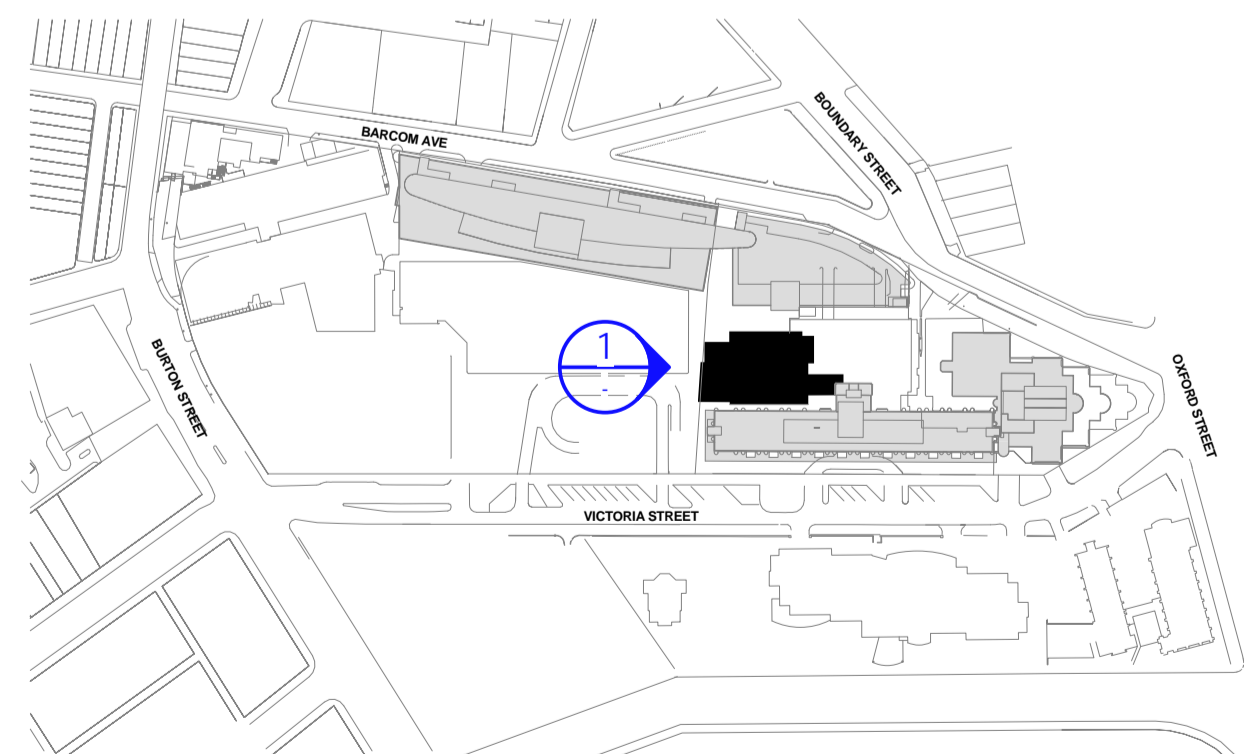 BARCOM AVE
BOUNDARY STREET
1
-
BURTON STREET
OXFORD STREET
VICTORIA STREET